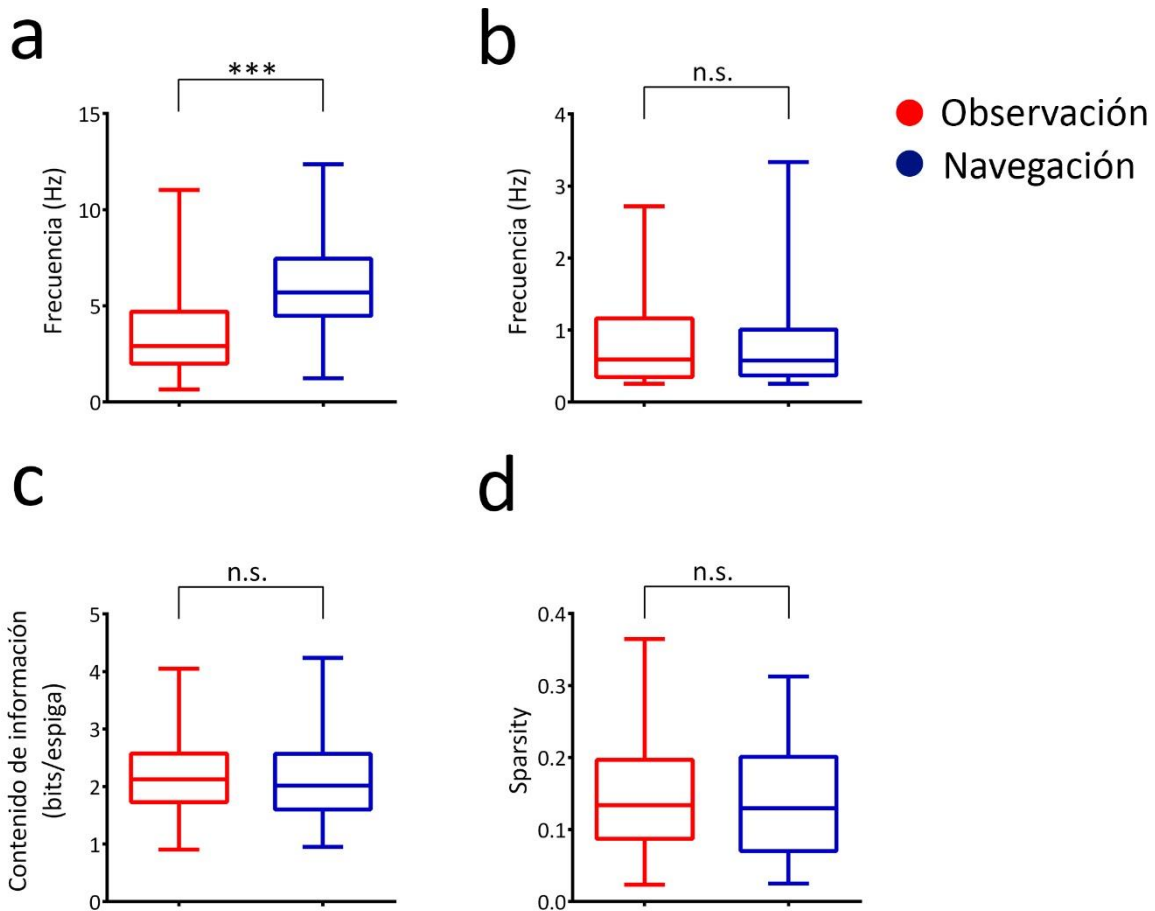 a
***
15
10
5
0
Frecuencia (Hz)
b
n.s.
4
3
2
1
0
Frecuencia (Hz)
Observación
Navegación
c
n.s.
5
4
3
2
1
0
Contenido de información
(bits/espiga)
d
n.s.
0.4
0.3
0.2
0.1
0.0
Sparsity